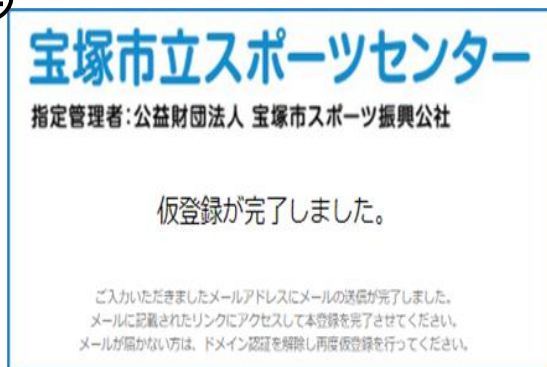 宝塚市立スポーツセンター
指定管理者:公益財団法人 宝塚市スポーツ振興公社
仮登録が完了しました。
ご入力いただきましたメールアドレスにメールの送信が完了しました。
メールに記載されたリンクにアクセスして本登録を完了させてください。
メールが届かない方は、ドメイン認証を解除し再度仮登録を行ってください。